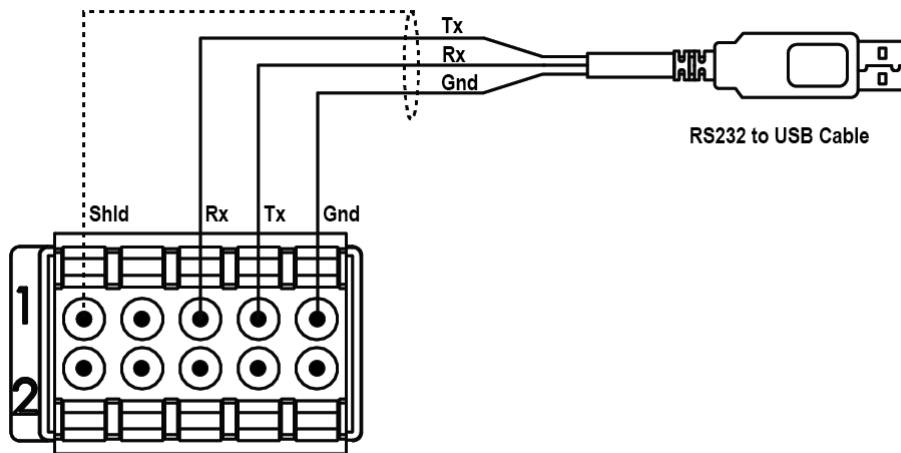 Tx
Rx
Gnd
RS232 to USB Cable
Shld Rx Tx Gnd
1
2